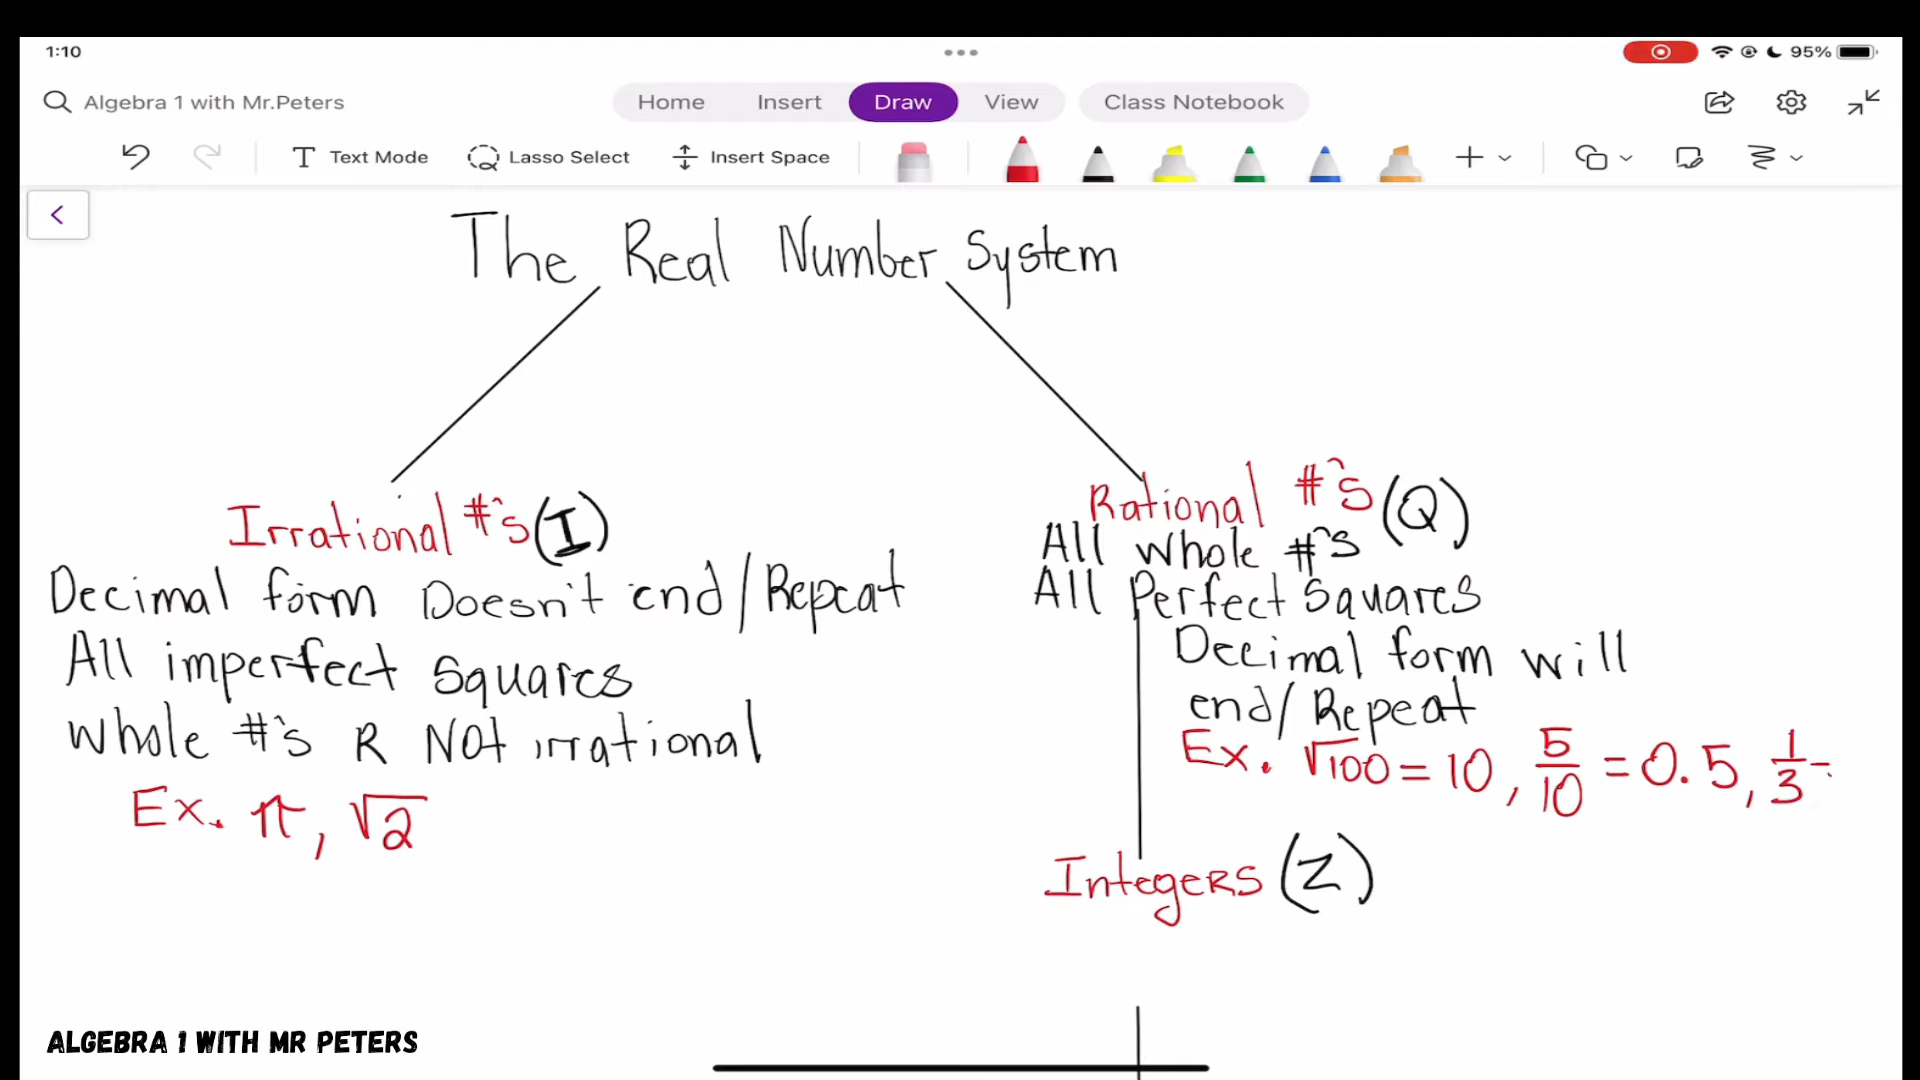 1:10
95%
Algebra 1 with Mr.Peters
Home Insert Draw View Class Notebook
Text Mode Lasso Select Insert Space
The Real Number System
Irrational #'s (I)
Decimal form Doesn't end/Repeat
All imperfect Squares
Whole #'s R NOt irrational
Ex. π, √2
Rational #'s (Q)
All whole #'s
All Perfect Squares
Decimal form will
end/Repeat
Ex. √100 = 10, 5/10 = 0.5, 1/3 -
Integers (Z)
ALGEBRA 1 WITH MR PETERS